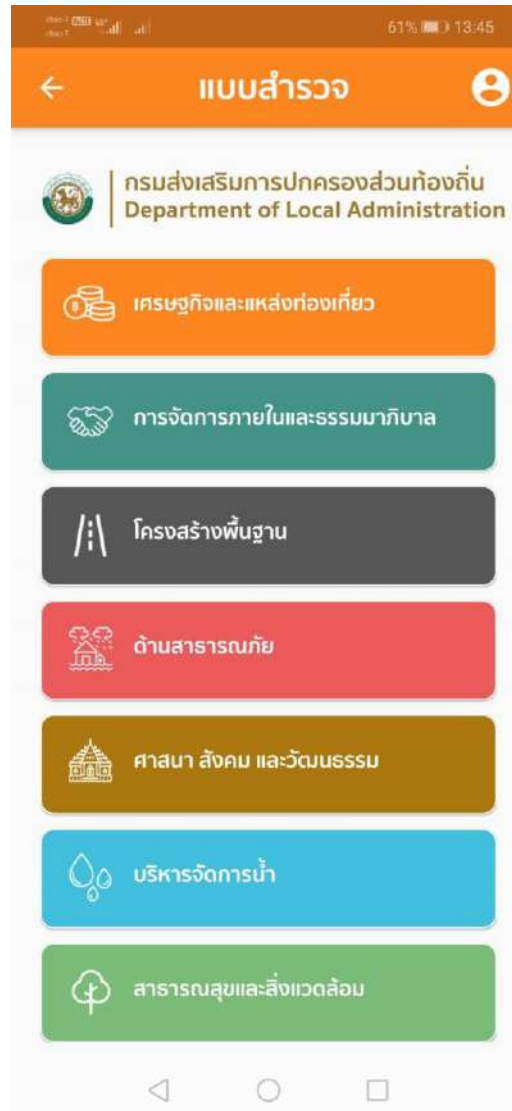 61% 13:45
แบบสำรวจ
กรมส่งเสริมการปกครองส่วนท้องถิ่น
Department of Local Administration
เศรษฐกิจและแหล่งท่องเที่ยว
การจัดการภายในและธรรมมาภิบาล
โครงสร้างพื้นฐาน
ด้านสาธารณภัย
ศาสนา สังคม และวัฒนธรรม
บริหารจัดการน้ำ
สาธารณสุขและสิ่งแวดล้อม